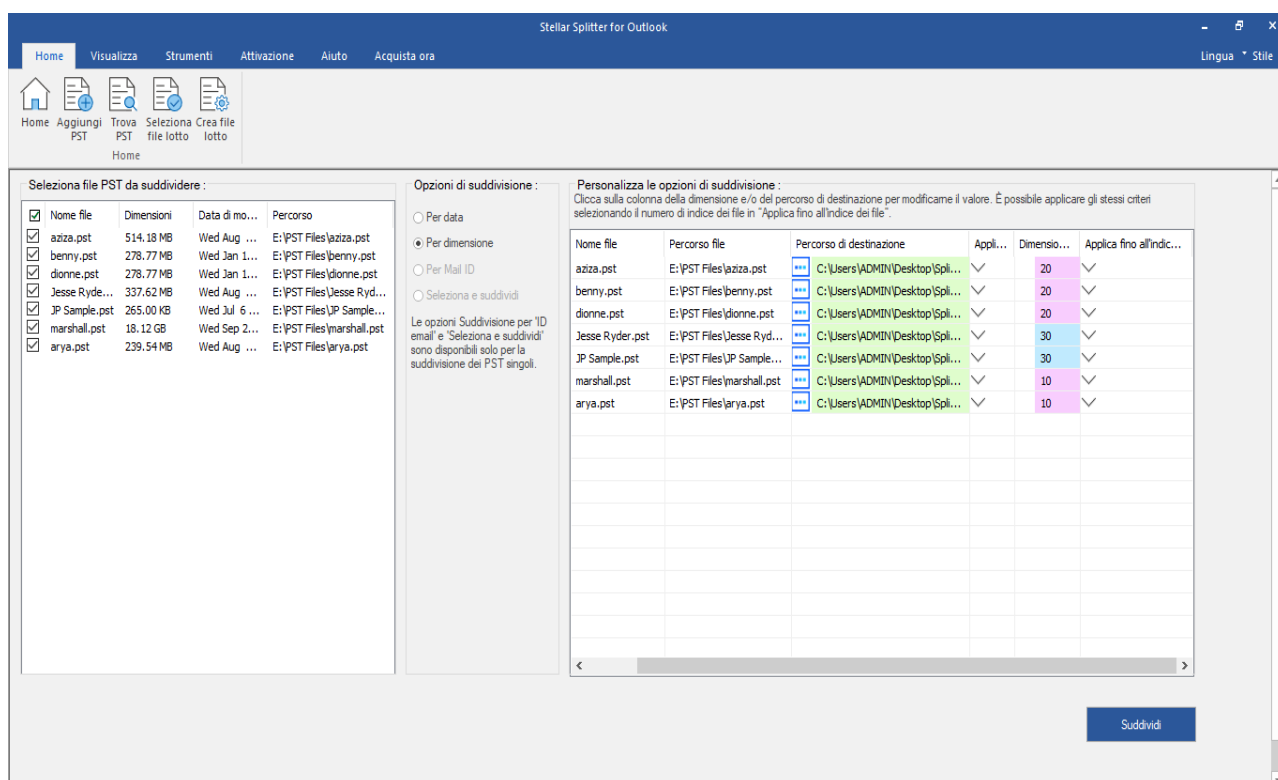 Stellar Splitter for Outlook
Home Visualizza Strumenti Attivazione Aiuto Acquista ora Lingua Stile
Home Aggiungi PST Trova PST Seleziona file lotto Crea file lotto
Home
Seleziona file PST da suddividere :
Nome file Dimensioni Data di mo... Percorso
aziza.pst 514.18 MB Wed Aug ... E:\PST Files\aziza.pst
benny.pst 278.77 MB Wed Jan 1... E:\PST Files\benny.pst
dionne.pst 278.77 MB Wed Jan 1... E:\PST Files\dionne.pst
Jesse Ryde... 337.62 MB Wed Aug ... E:\PST Files\Jesse Ryd...
JP Sample.pst 265.00 KB Wed Jul 6 ... E:\PST Files\JP Sample...
marshall.pst 18.12 GB Wed Sep 2... E:\PST Files\marshall.pst
arya.pst 239.54 MB Wed Aug ... E:\PST Files\arya.pst
Opzioni di suddivisione :
Per data
Per dimensione
Per Mail ID
Seleziona e suddividi
Le opzioni Suddivisione per 'ID
email' e 'Seleziona e suddividi'
sono disponibili solo per la
suddivisione dei PST singoli.
Personalizza le opzioni di suddivisione :
Clicca sulla colonna della dimensione e/o del percorso di destinazione per modificarne il valore. È possibile applicare gli stessi criteri
selezionando il numero di indice dei file in "Applica fino all'Indice dei file".
Nome file Percorso file Percorso di destinazione Appli... Dimensio... Applica fino all'indic...
aziza.pst E:\PST Files\aziza.pst C:\Users\ADMIN\Desktop\Spli... 20
benny.pst E:\PST Files\benny.pst C:\Users\ADMIN\Desktop\Spli... 20
dionne.pst E:\PST Files\dionne.pst C:\Users\ADMIN\Desktop\Spli... 20
Jesse Ryder.pst E:\PST Files\Jesse Ryd... C:\Users\ADMIN\Desktop\Spli... 30
JP Sample.pst E:\PST Files\JP Sample... C:\Users\ADMIN\Desktop\Spli... 30
marshall.pst E:\PST Files\marshall.pst C:\Users\ADMIN\Desktop\Spli... 10
arya.pst E:\PST Files\arya.pst C:\Users\ADMIN\Desktop\Spli... 10
Suddividi